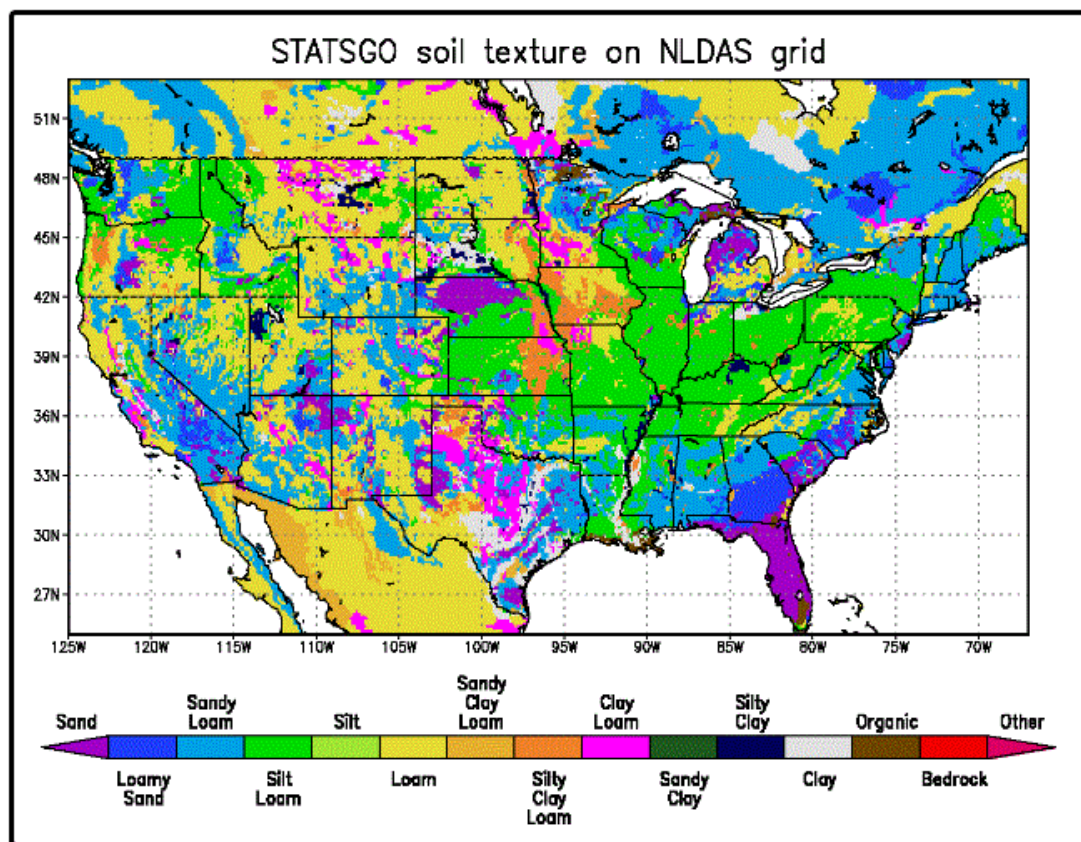 STATSGO soil texture on NLDAS grid
51N
48N
45N
42N
39N
36N
33N
30N
27N
125W 120W 115W 110W 105W 100W 95W 90W 85W 80W 75W 70W
Sand
Sandy
Loam
Silt
Sandy
Clay
Loam
Clay
Loam
Silty
Clay
Organic
Other
Loamy
Sand
Silt
Loam
Loam
Silty
Clay
Loam
Sandy
Clay
Clay
Bedrock